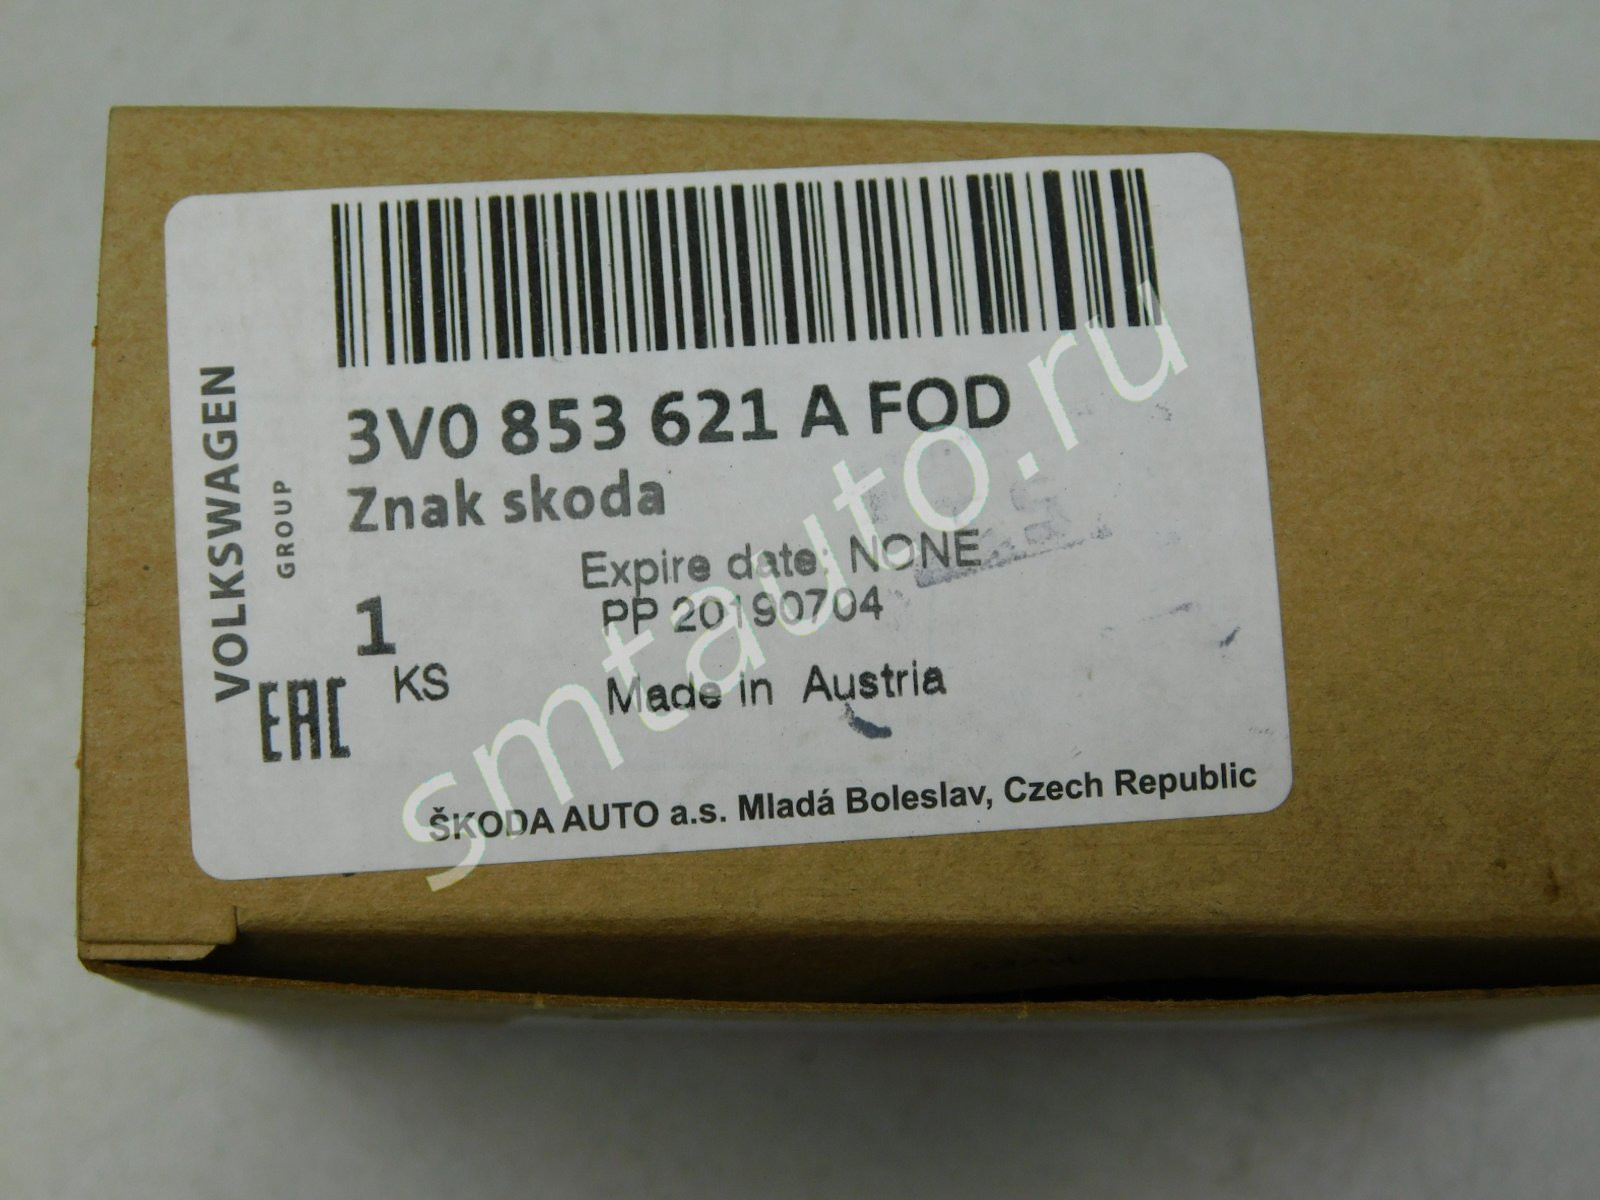 VOLKSWAGEN
GROUP
3V0 853 621 A FOD
Znak skoda
Expire date: NONE
PP 20190704
1
KS
Made in Austria
EAC
ŠKODA AUTO a.s. Mladá Boleslav, Czech Republic
smtauto.ru